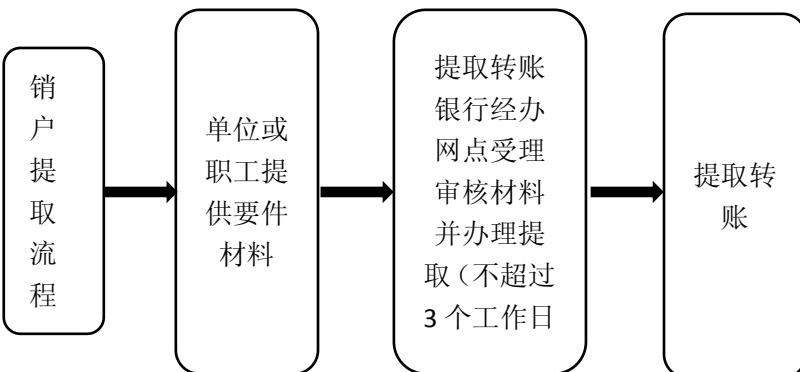 销
户
提
取
流
程
单位或
职工提
供要件
材料
提取转账
银行经办
网点受理
审核材料
并办理提
取（不超过
3 个工作日
提取转
账